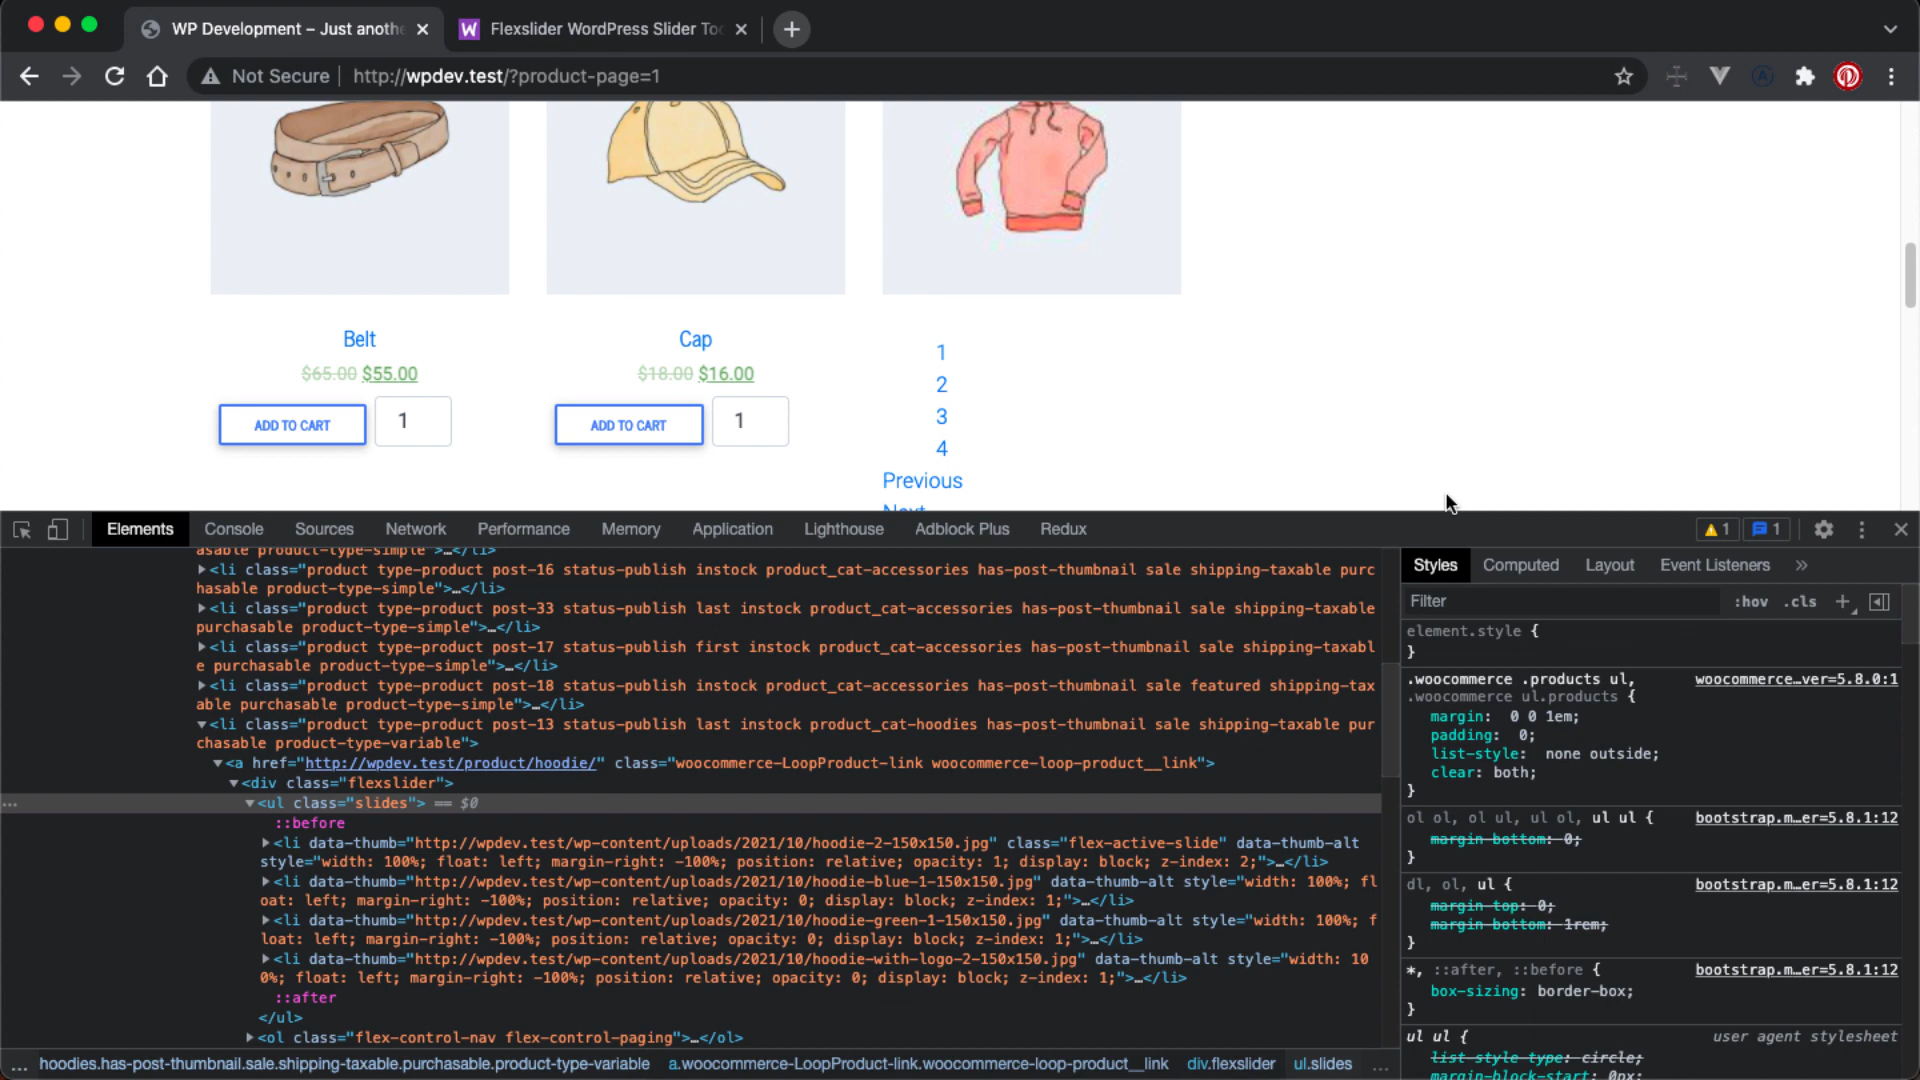 WP Development – Just anothe
Flexslider WordPress Slider Too
Not Secure
http://wpdev.test/?product-page=1
Belt
$65.00 $55.00
ADD TO CART
1
Cap
$18.00 $16.00
ADD TO CART
1
1
2
3
4
Previous
Next
Elements Console Sources Network Performance Memory Application Lighthouse Adblock Plus Redux
1 1
asable product-type-simple">…</li>
<li class="product type-product post-16 status-publish instock product_cat-accessories has-post-thumbnail sale shipping-taxable purc
hasable product-type-simple">…</li>
<li class="product type-product post-33 status-publish last instock product_cat-accessories has-post-thumbnail sale shipping-taxable
purchasable product-type-simple">…</li>
<li class="product type-product post-17 status-publish first instock product_cat-accessories has-post-thumbnail sale shipping-taxabl
e purchasable product-type-simple">…</li>
<li class="product type-product post-18 status-publish instock product_cat-accessories has-post-thumbnail sale featured shipping-tax
able purchasable product-type-simple">…</li>
<li class="product type-product post-13 status-publish last instock product_cat-hoodies has-post-thumbnail sale shipping-taxable pur
chasable product-type-variable">
<a href="http://wpdev.test/product/hoodie/" class="woocommerce-LoopProduct-link woocommerce-loop-product__link">
<div class="flexslider">
<ul class="slides"> == $0
::before
<li data-thumb="http://wpdev.test/wp-content/uploads/2021/10/hoodie-2-150x150.jpg" class="flex-active-slide" data-thumb-alt
style="width: 100%; float: left; margin-right: -100%; position: relative; opacity: 1; display: block; z-index: 2;">…</li>
<li data-thumb="http://wpdev.test/wp-content/uploads/2021/10/hoodie-blue-1-150x150.jpg" data-thumb-alt style="width: 100%; fl
oat: left; margin-right: -100%; position: relative; opacity: 0; display: block; z-index: 1;">…</li>
<li data-thumb="http://wpdev.test/wp-content/uploads/2021/10/hoodie-green-1-150x150.jpg" data-thumb-alt style="width: 100%; f
loat: left; margin-right: -100%; position: relative; opacity: 0; display: block; z-index: 1;">…</li>
<li data-thumb="http://wpdev.test/wp-content/uploads/2021/10/hoodie-with-logo-2-150x150.jpg" data-thumb-alt style="width: 10
0%; float: left; margin-right: -100%; position: relative; opacity: 0; display: block; z-index: 1;">…</li>
::after
</ul>
<ol class="flex-control-nav flex-control-paging">…</ol>
… hoodies.has-post-thumbnail.sale.shipping-taxable.purchasable.product-type-variable a.woocommerce-LoopProduct-link.woocommerce-loop-product__link div.flexslider ul.slides …
Styles Computed Layout Event Listeners »
Filter :hov .cls +
element.style {
}
.woocommerce .products ul, woocommerce…ver=5.8.0:1
.woocommerce ul.products {
margin: 0 0 1em;
padding: 0;
list-style: none outside;
clear: both;
}
ol ol, ol ul, ul ol, ul ul { bootstrap.m…er=5.8.1:12
margin-bottom: 0;
}
dl, ol, ul { bootstrap.m…er=5.8.1:12
margin-top: 0;
margin-bottom: 1rem;
}
*, ::after, ::before { bootstrap.m…er=5.8.1:12
box-sizing: border-box;
}
ul ul { user agent stylesheet
list-style-type: circle;
margin-block-start: 0px;